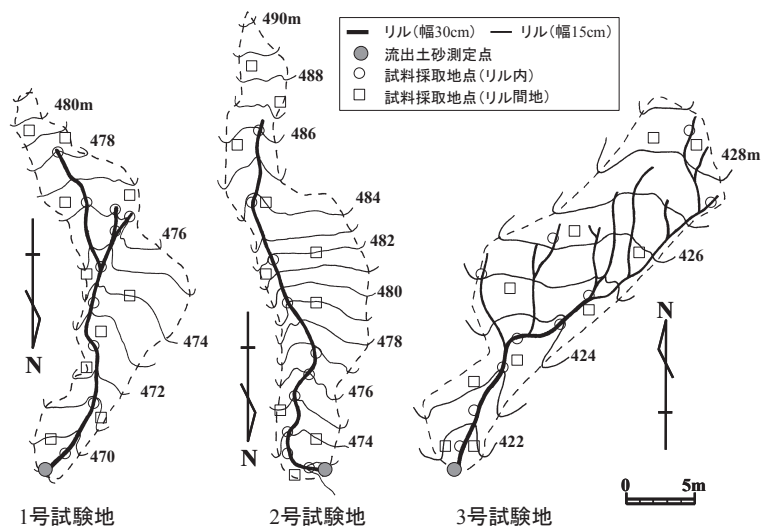 490m
リル(幅30cm) リル(幅15cm)
流出土砂測定点
試料採取地点(リル内)
試料採取地点(リル間地)
480m
478
476
474
472
470
N
1号試験地
488
486
484
482
480
478
476
474
N
2号試験地
428m
426
424
422
N
0 5m
3号試験地